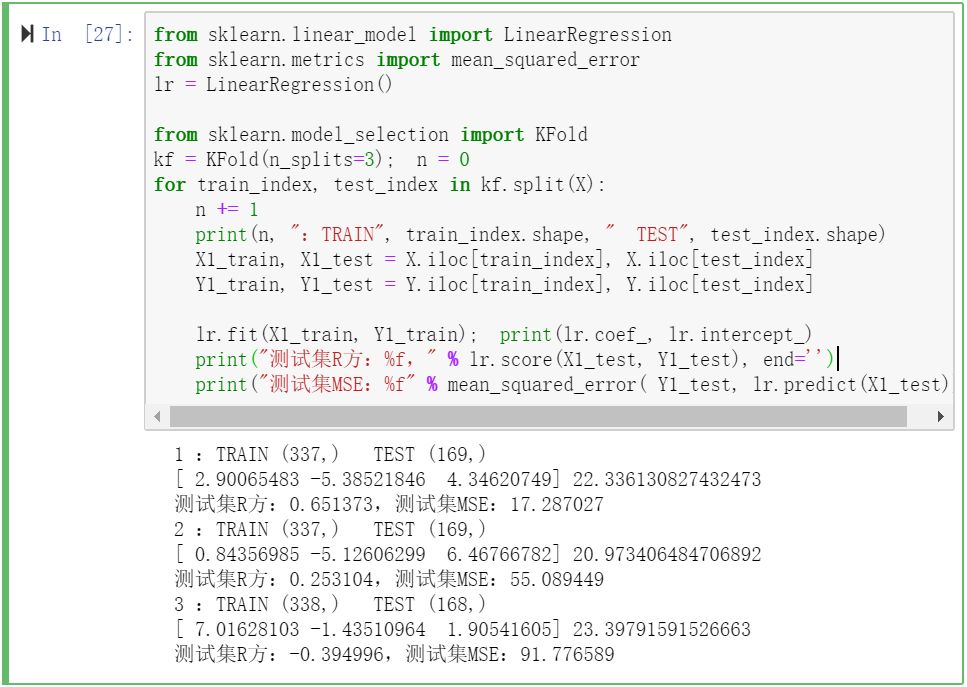 In [27]:
from sklearn.linear_model import LinearRegression
from sklearn.metrics import mean_squared_error
lr = LinearRegression()
from sklearn.model_selection import KFold
kf = KFold(n_splits=3);  n = 0
for train_index, test_index in kf.split(X):
    n += 1
    print(n, "：TRAIN", train_index.shape, "  TEST", test_index.shape)
    X1_train, X1_test = X.iloc[train_index], X.iloc[test_index]
    Y1_train, Y1_test = Y.iloc[train_index], Y.iloc[test_index]
    lr.fit(X1_train, Y1_train);  print(lr.coef_, lr.intercept_)
    print("测试集R方：%f，" % lr.score(X1_test, Y1_test), end='')
    print("测试集MSE：%f" % mean_squared_error( Y1_test, lr.predict(X1_test)
1 ：TRAIN (337,)   TEST (169,)
[ 2.90065483 -5.38521846  4.34620749] 22.336130827432473
测试集R方：0.651373，测试集MSE：17.287027
2 ：TRAIN (337,)   TEST (169,)
[ 0.84356985 -5.12606299  6.46766782] 20.973406484706892
测试集R方：0.253104，测试集MSE：55.089449
3 ：TRAIN (338,)   TEST (168,)
[ 7.01628103 -1.43510964  1.90541605] 23.39791591526663
测试集R方：-0.394996，测试集MSE：91.776589